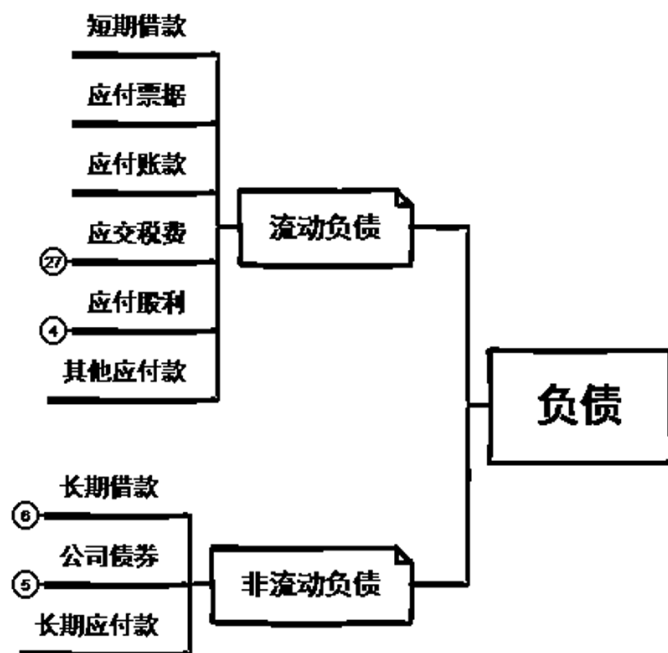 短期借款
应付票据
应付账款
应交税费
27
应付股利
4
其他应付款
流动负债
负债
长期借款
6
公司债券
5
长期应付款
非流动负债